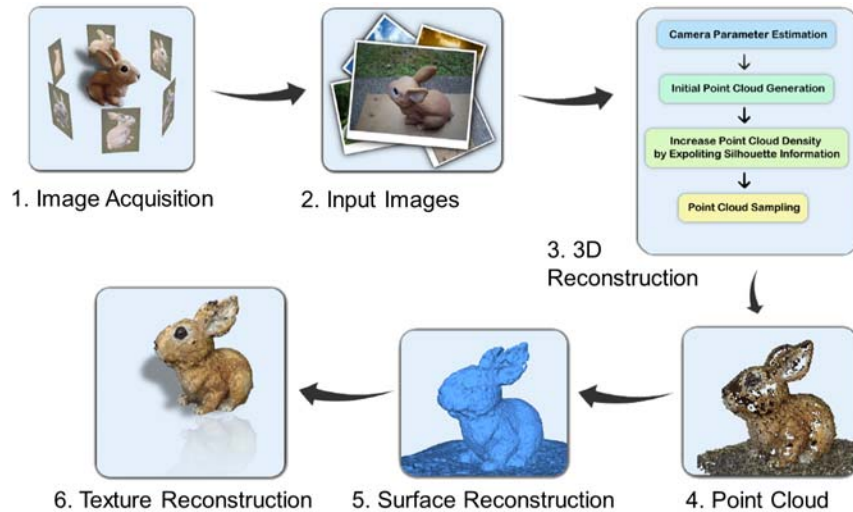 1. Image Acquisition
2. Input Images
Camera Parameter Estimation
Initial Point Cloud Generation
Increase Point Cloud Density
by Expoliting Silhouette Information
Point Cloud Sampling
3. 3D
Reconstruction
4. Point Cloud
5. Surface Reconstruction
6. Texture Reconstruction